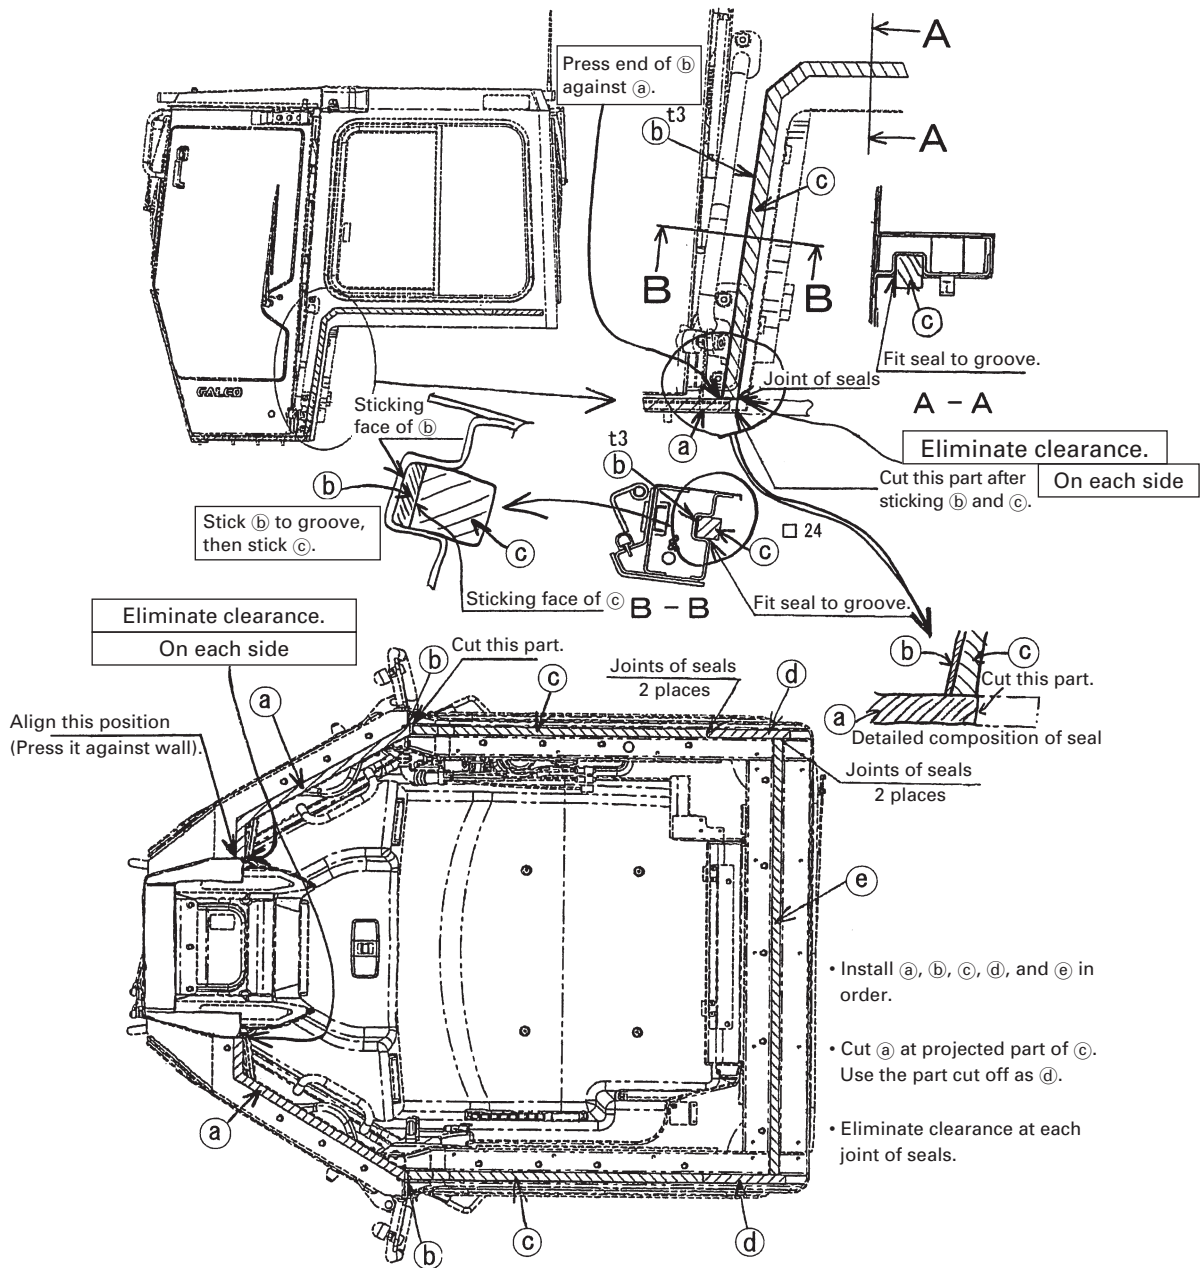 Press end of ⓑ
against ⓐ.
A
t3
ⓑ
A
ⓒ
B
B
ⓒ
Fit seal to groove.
A – A
Joint of seals
GALEO
Sticking
face of ⓑ
ⓐ
Eliminate clearance.
On each side
Cut this part after
sticking ⓑ and ⓒ.
t3
ⓑ
ⓑ
Stick ⓑ to groove,
then stick ⓒ.
ⓒ
□ 24
ⓒ
Sticking face of ⓒ
B – B
Fit seal to groove.
Eliminate clearance.
On each side
ⓑ
Cut this part.
ⓑ
ⓒ
Cut this part.
ⓐ
Detailed composition of seal
Joints of seals
2 places
ⓒ
ⓓ
ⓐ
Align this position
(Press it against wall).
Joints of seals
2 places
ⓔ
• Install ⓐ, ⓑ, ⓒ, ⓓ, and ⓔ in
order.
• Cut ⓐ at projected part of ⓒ.
Use the part cut off as ⓓ.
• Eliminate clearance at each
joint of seals.
ⓐ
ⓑ
ⓒ
ⓓ